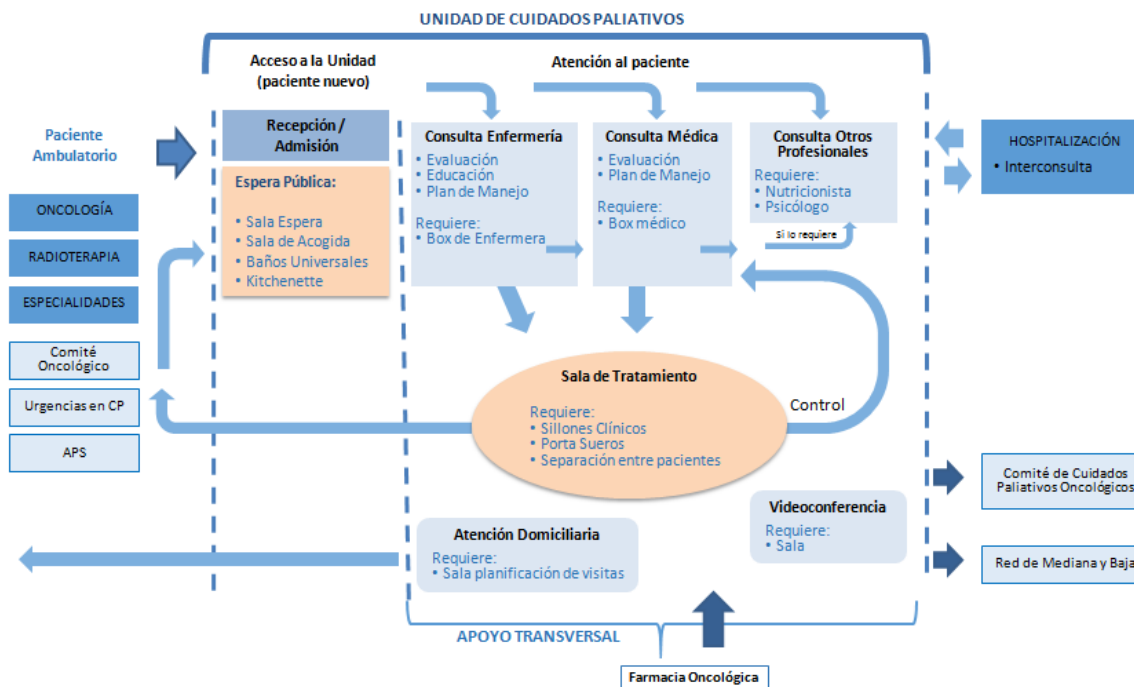 UNIDAD DE CUIDADOS PALIATIVOS
Acceso a la Unidad
(paciente nuevo)
Atención al paciente
Paciente
Ambulatorio
ONCOLOGÍA
RADIOTERAPIA
ESPECIALIDADES
Comité
Oncológico
Urgencias en CP
APS
Recepción /
Admisión
Espera Pública:
• Sala Espera
• Sala de Acogida
• Baños Universales
• Kitchenette
Consulta Enfermería
• Evaluación
• Educación
• Plan de Manejo
Requiere:
• Box de Enfermera
Consulta Médica
• Evaluación
• Plan de Manejo
Requiere:
• Box médico
Consulta Otros
Profesionales
Requiere:
• Nutricionista
• Psicólogo
Si lo requiere
HOSPITALIZACIÓN
• Interconsulta
Sala de Tratamiento
Requiere:
• Sillones Clínicos
• Porta Sueros
• Separación entre pacientes
Control
Comité de Cuidados
Paliativos Oncológicos
Videoconferencia
Requiere:
• Sala
Atención Domiciliaria
Requiere:
• Sala planificación de visitas
Red de Mediana y Baja
APOYO TRANSVERSAL
Farmacia Oncológica